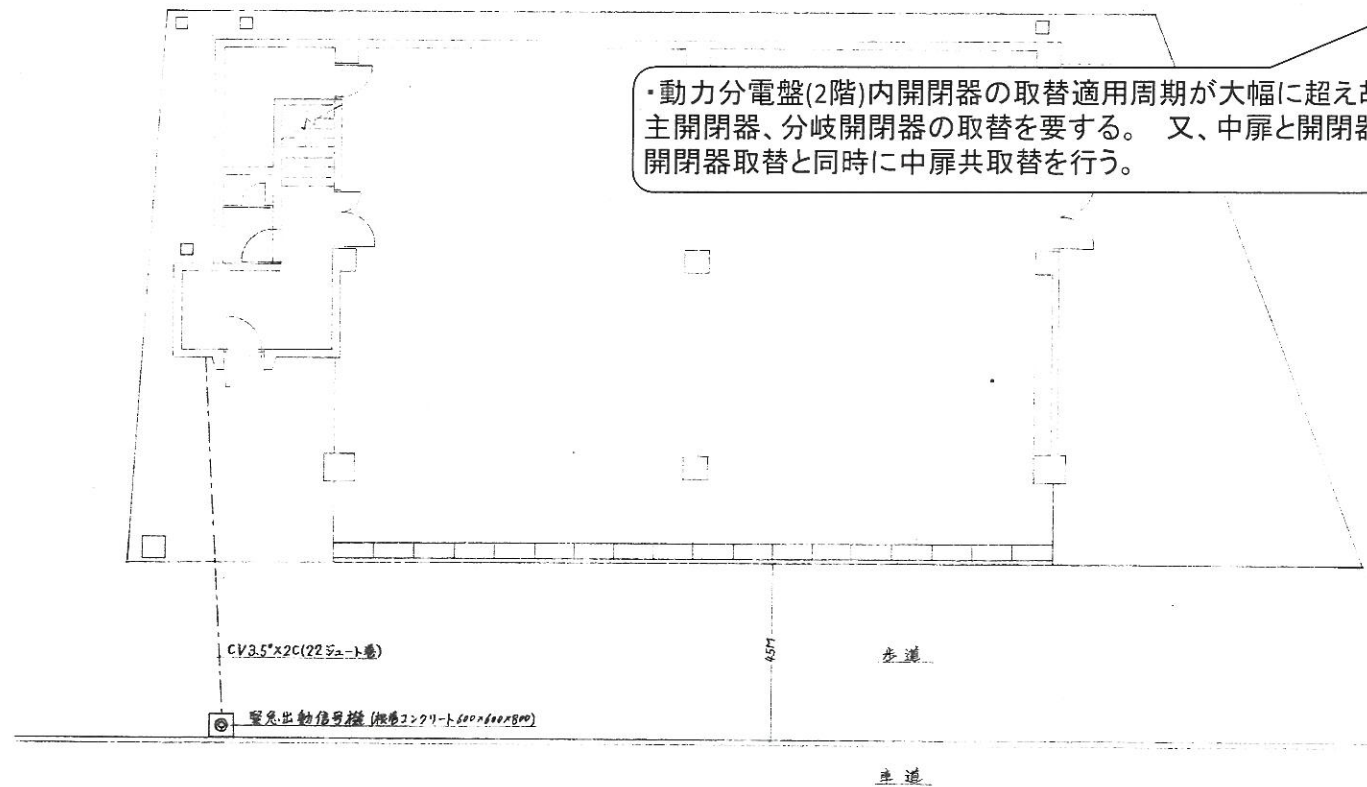 ・動力分電盤(2階)内開閉器の取替適用周期が大幅に超え故
主開閉器、分岐開閉器の取替を要する。 又、中扉と開閉器
開閉器取替と同時に中扉共取替を行う。
CV3.5°×2C(22ジュート巻)
4.5M
歩道
緊急出動信号機(根巻コンクリート600×600×800)
車道